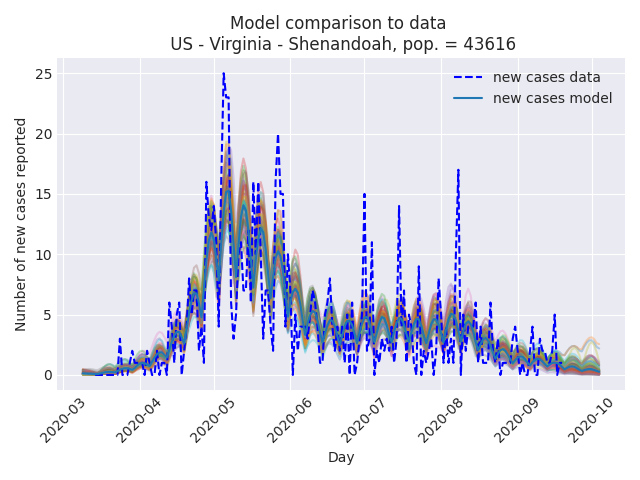 Model comparison to data
US - Virginia - Shenandoah, pop. = 43616
new cases data
new cases model
Number of new cases reported
25
20
15
10
5
0
2020-03
2020-04
2020-05
2020-06
2020-07
2020-08
2020-09
2020-10
Day